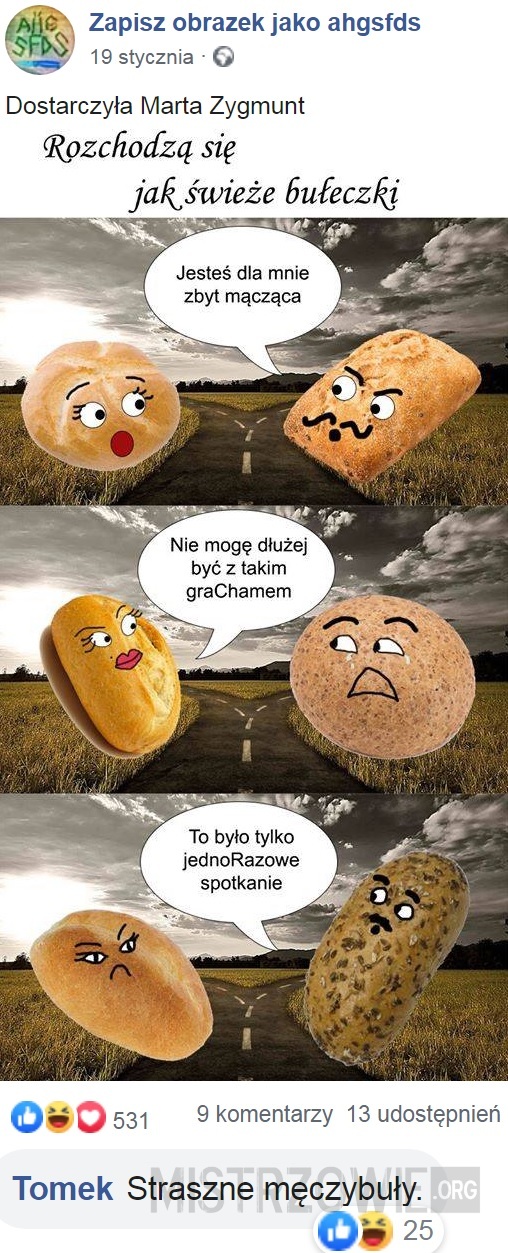 AHG
SFDS
Zapisz obrazek jako ahgsfds
19 stycznia ·
Dostarczyła Marta Zygmunt
Rozchodzą się
jak świeże bułeczki
Jesteś dla mnie
zbyt mącząca
Nie mogę dłużej
być z takim
graChamem
To było tylko
jednoRazowe
spotkanie
531 9 komentarzy 13 udostępnień
MISTRZOWIE.ORG
Tomek Straszne męczybuły.
25